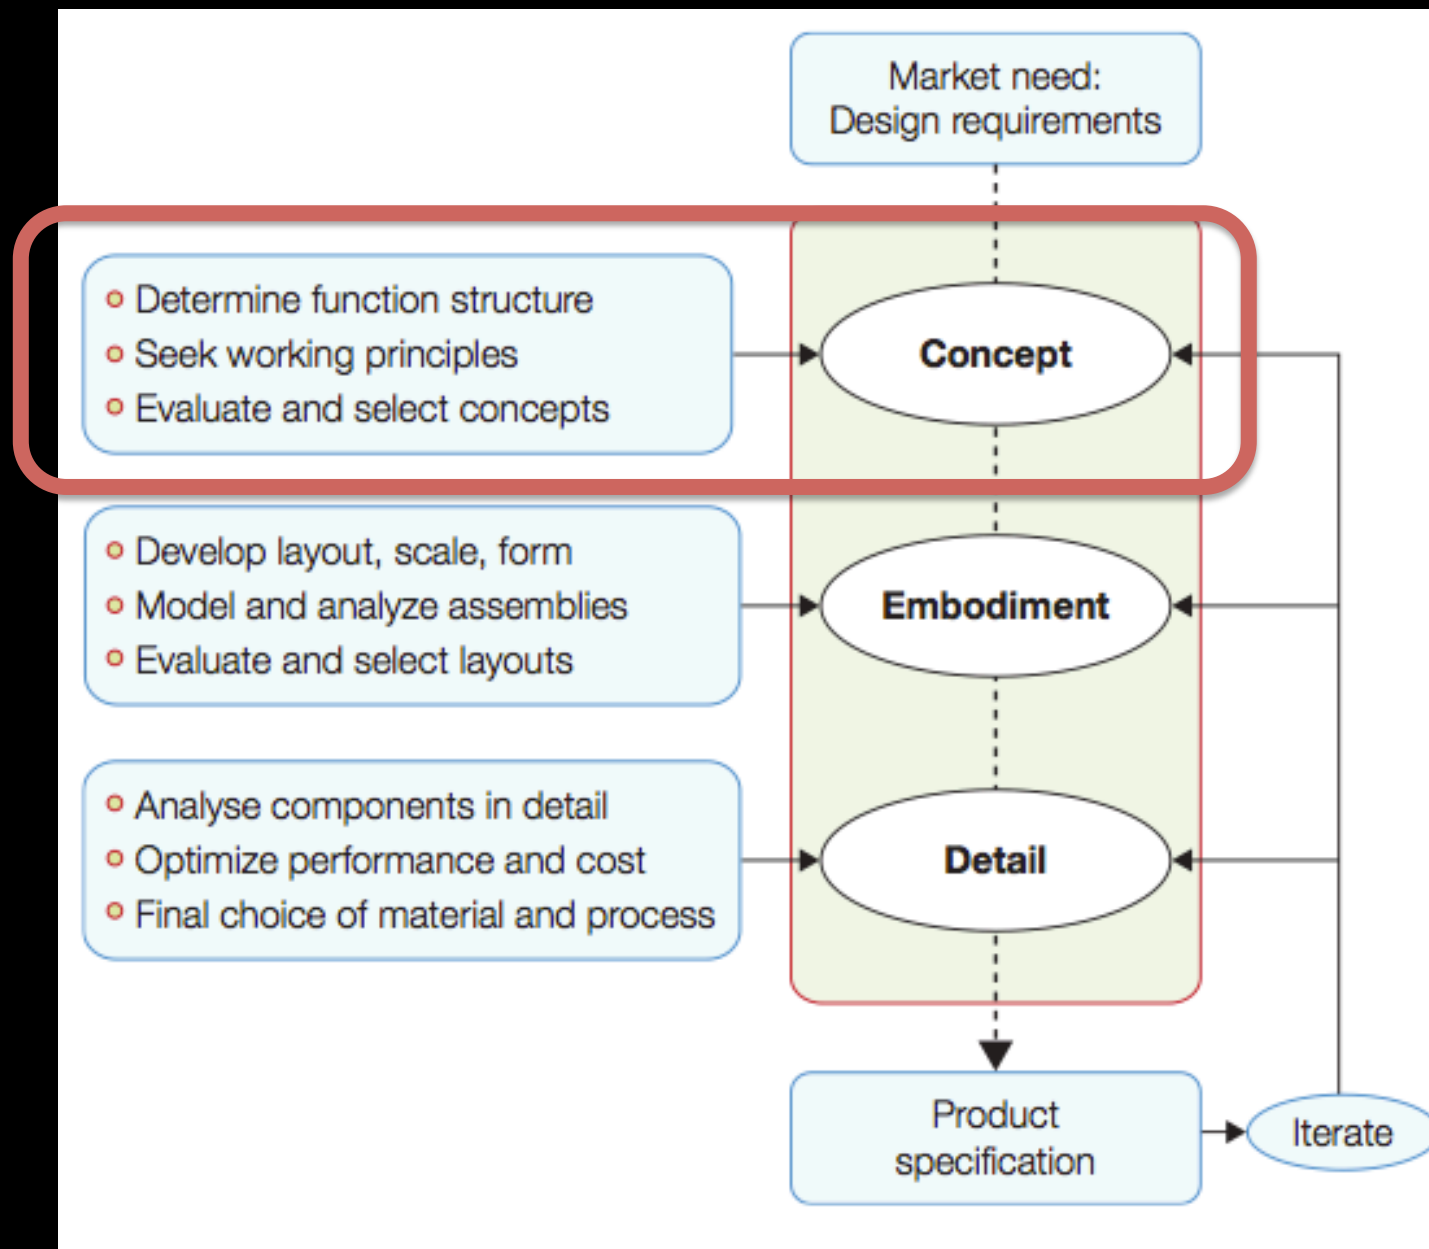 Market need:
Design requirements
Determine function structure
Seek working principles
Evaluate and select concepts
Concept
Develop layout, scale, form
Model and analyze assemblies
Evaluate and select layouts
Embodiment
Analyse components in detail
Optimize performance and cost
Final choice of material and process
Detail
Product
specification
Iterate